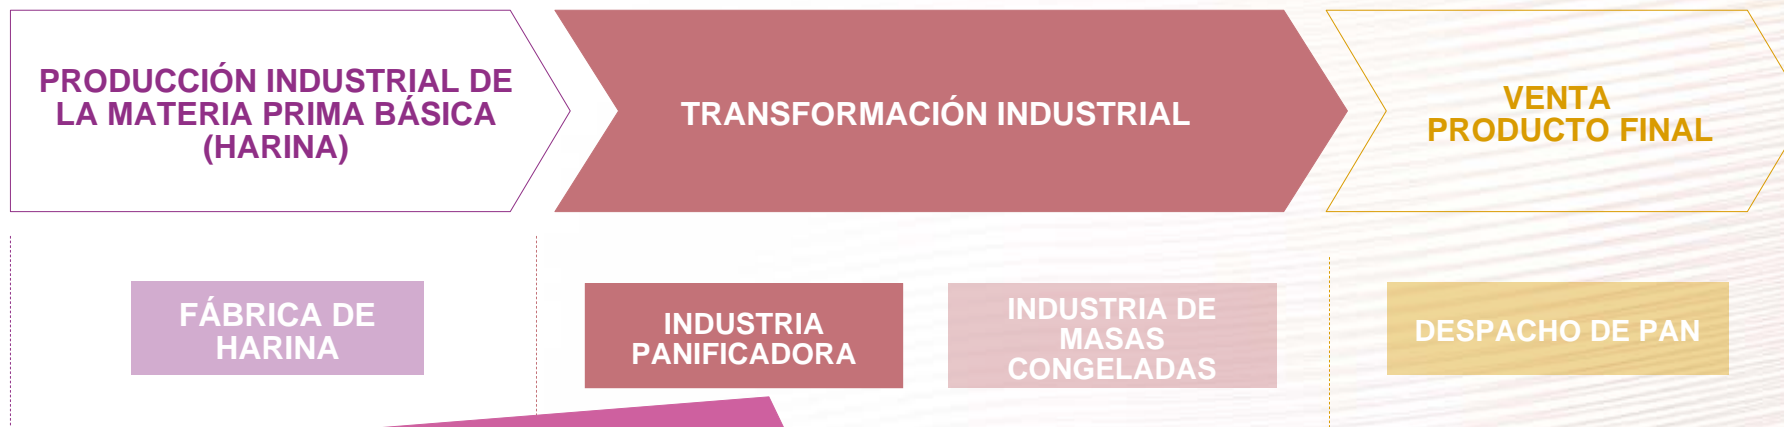 PRODUCCIÓN INDUSTRIAL DE
LA MATERIA PRIMA BÁSICA
(HARINA)
TRANSFORMACIÓN INDUSTRIAL
VENTA
PRODUCTO FINAL
FÁBRICA DE
HARINA
INDUSTRIA
PANIFICADORA
INDUSTRIA DE
MASAS
CONGELADAS
DESPACHO DE PAN